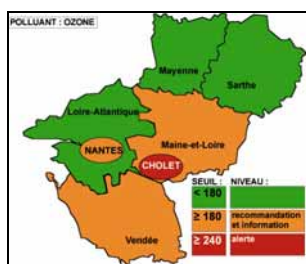 POLLUANT : OZONE
Mayenne
Sarthe
Loire-Atlantique
Maine-et-Loire
NANTES
CHOLET
Vendée
SEUIL : NIVEAU :
< 180
≥ 180 recommandation
et information
≥ 240 alerte